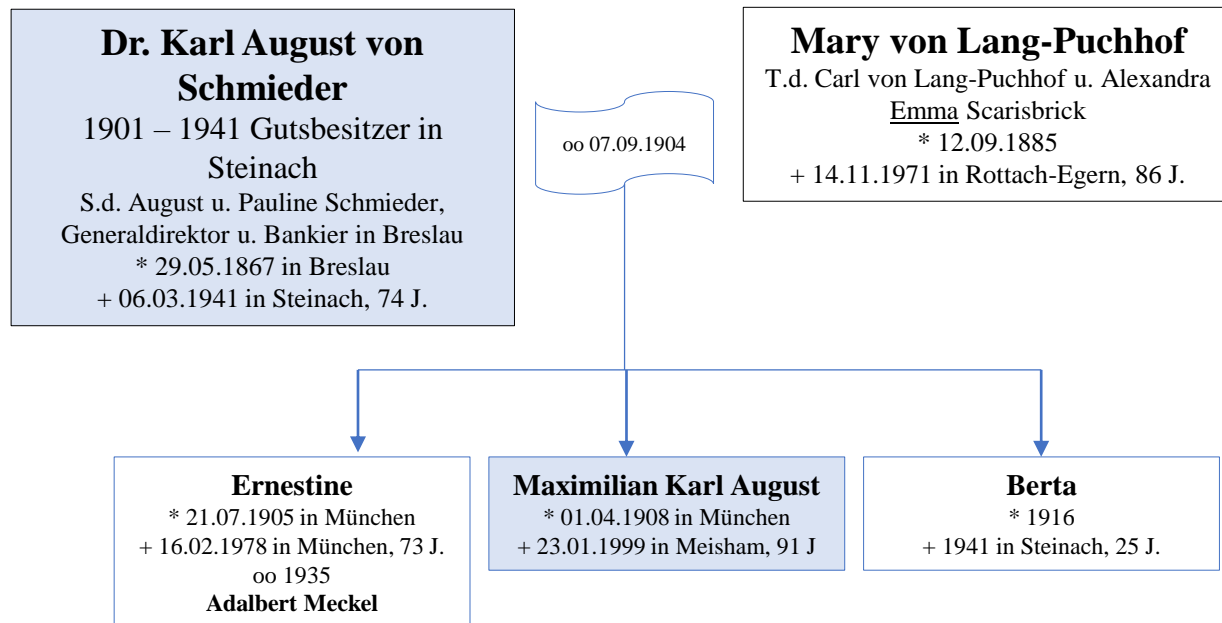 Dr. Karl August von
Schmieder
1901 – 1941 Gutsbesitzer in
Steinach
S.d. August u. Pauline Schmieder,
Generaldirektor u. Bankier in Breslau
* 29.05.1867 in Breslau
+ 06.03.1941 in Steinach, 74 J.
oo 07.09.1904
Mary von Lang-Puchhof
T.d. Carl von Lang-Puchhof u. Alexandra
Emma Scarisbrick
* 12.09.1885
+ 14.11.1971 in Rottach-Egern, 86 J.
Ernestine
* 21.07.1905 in München
+ 16.02.1978 in München, 73 J.
oo 1935
Adalbert Meckel
Maximilian Karl August
* 01.04.1908 in München
+ 23.01.1999 in Meisham, 91 J
Berta
* 1916
+ 1941 in Steinach, 25 J.